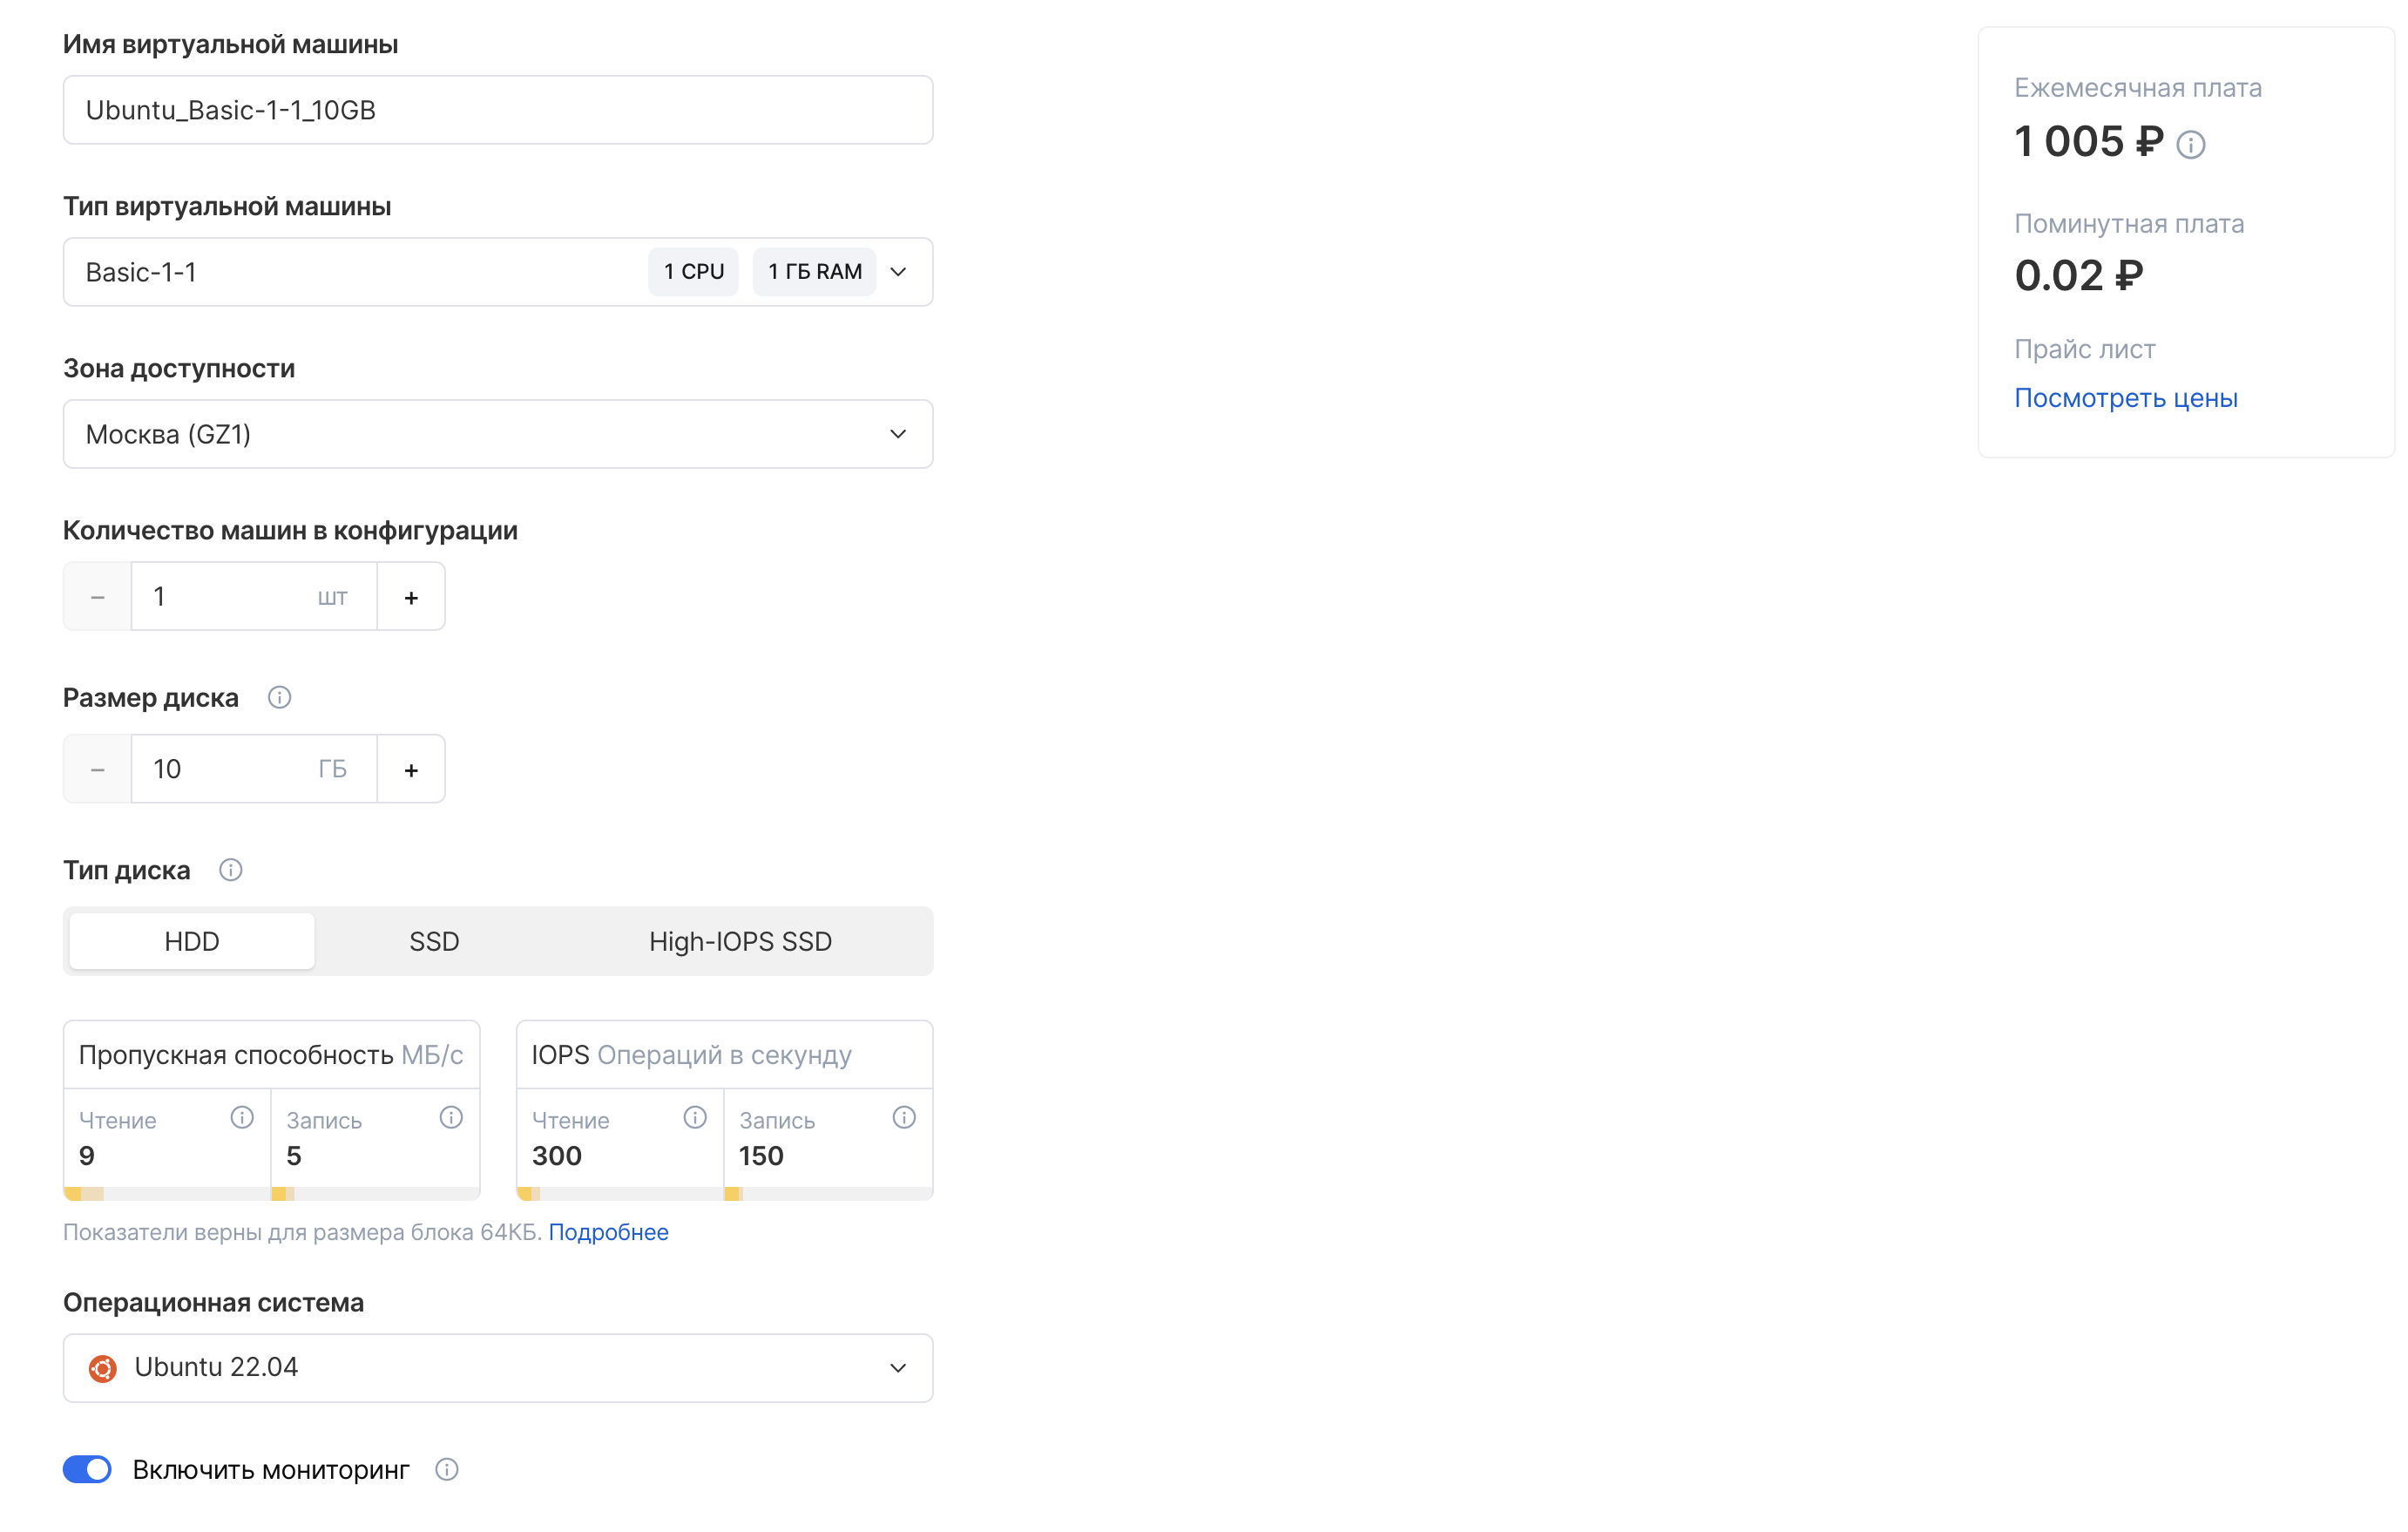 Имя виртуальной машины
Ubuntu_Basic-1-1_10GB
Тип виртуальной машины
Basic-1-1 1 CPU 1 ГБ RAM
Зона доступности
Москва (GZ1)
Количество машин в конфигурации
− 1 шт +
Размер диска
− 10 ГБ +
Тип диска
HDD SSD High-IOPS SSD
Пропускная способность МБ/с
Чтение Запись
9 5
IOPS Операций в секунду
Чтение Запись
300 150
Показатели верны для размера блока 64КБ. Подробнее
Операционная система
Ubuntu 22.04
Включить мониторинг
Ежемесячная плата
1 005 ₽
Поминутная плата
0.02 ₽
Прайс лист
Посмотреть цены